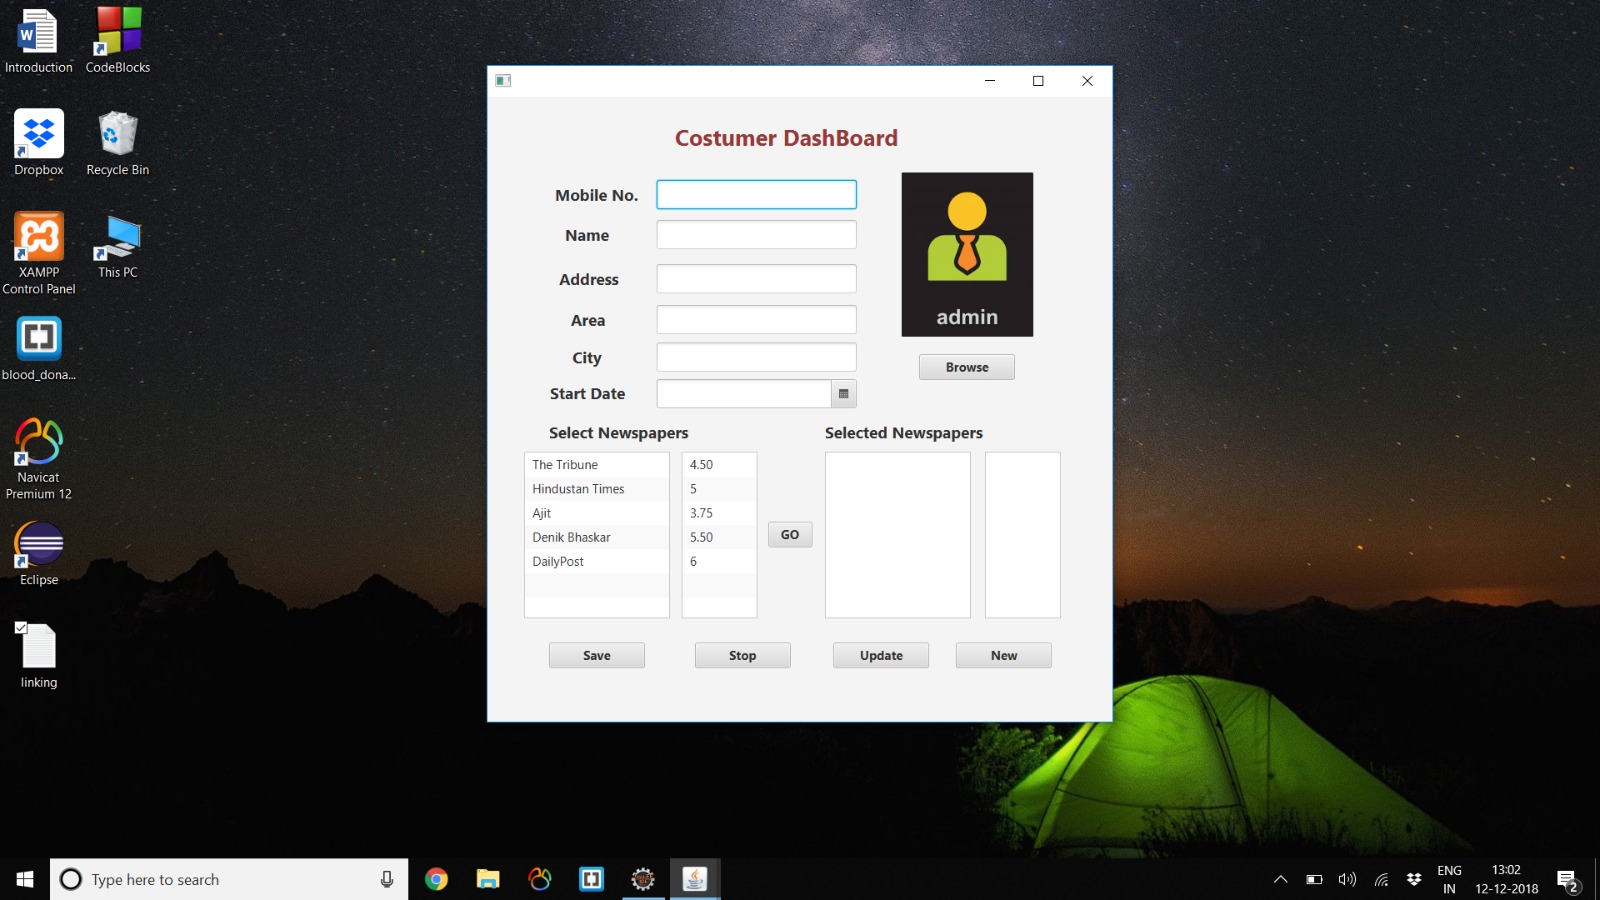 Introduction
CodeBlocks
Dropbox
Recycle Bin
XAMPP
Control Panel
This PC
blood_dona...
Navicat
Premium 12
Eclipse
linking
Costumer DashBoard
Mobile No.
Name
Address
Area
City
Start Date
admin
Browse
Select Newspapers
Selected Newspapers
The Tribune 4.50
Hindustan Times 5
Ajit 3.75
Denik Bhaskar 5.50
DailyPost 6
GO
Save
Stop
Update
New
Type here to search
ENG
IN
13:02
12-12-2018
2